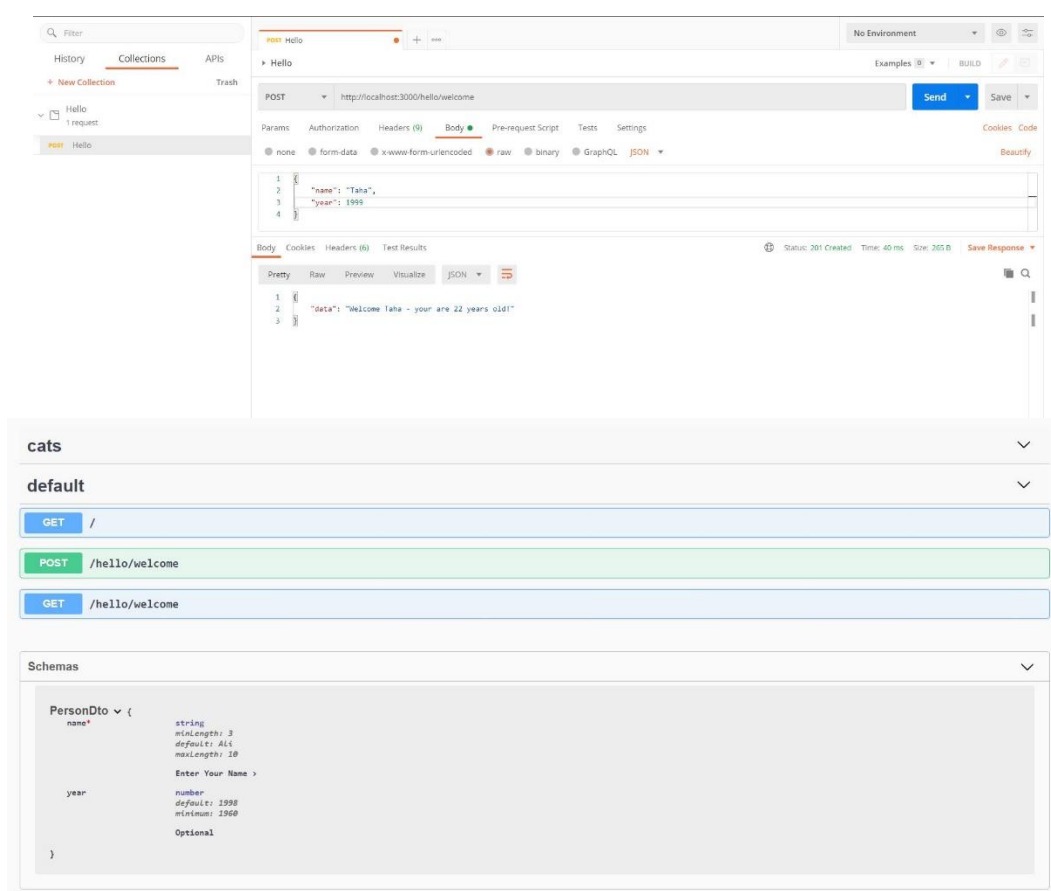 Filter
History Collections APIs
+ New Collection Trash
Hello
1 request
POST Hello
POST Hello
No Environment
Hello
Examples 0 BUILD
POST http://localhost:3000/hello/welcome Send Save
Params Authorization Headers (9) Body Pre-request Script Tests Settings Cookies Code
none form-data x-www-form-urlencoded raw binary GraphQL JSON Beautify
1 {
2 "name": "Taha",
3 "year": 1999
4 }
Body Cookies Headers (6) Test Results Status: 201 Created Time: 40 ms Size: 265 B Save Response
Pretty Raw Preview Visualize JSON
1 {
2 "data": "Welcome Taha - your are 22 years old!"
3 }
cats
default
GET /
POST /hello/welcome
GET /hello/welcome
Schemas
PersonDto {
name* string
minLength: 3
default: Ali
maxLength: 10
Enter Your Name >
year number
default: 1998
minimum: 1960
Optional
}